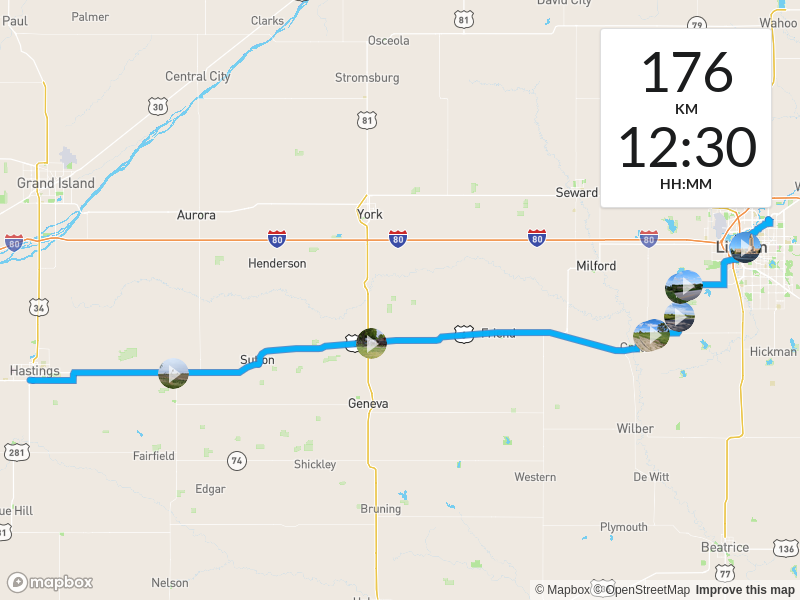 Paul
Palmer
Clarks
81
David City
79
Wahoo
Osceola
Central City
Stromsburg
30
81
176
KM
12:30
HH:MM
Grand Island
Aurora
York
Seward
80
80
80
80
80
Henderson
Milford
34
Friend
Hickman
Hastings
Sutton
Geneva
281
Fairfield
74
Shickley
Wilber
Edgar
Western
De Witt
ue Hill
Bruning
Plymouth
Beatrice
136
77
Nelson
mapbox
© Mapbox © OpenStreetMap Improve this map